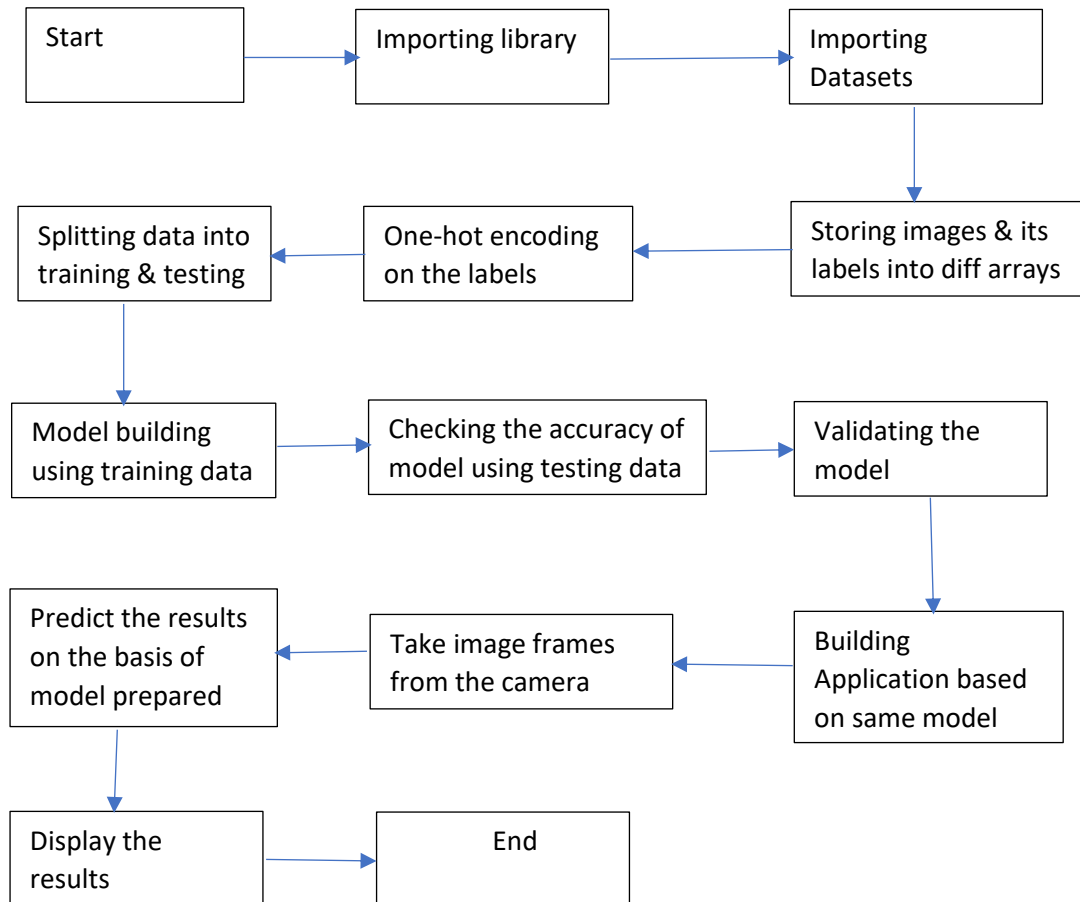 Start
Importing library
Importing
Datasets
Storing images & its
labels into diff arrays
One-hot encoding
on the labels
Splitting data into
training & testing
Model building
using training data
Checking the accuracy of
model using testing data
Validating the
model
Building
Application based
on same model
Take image frames
from the camera
Predict the results
on the basis of
model prepared
Display the
results
End